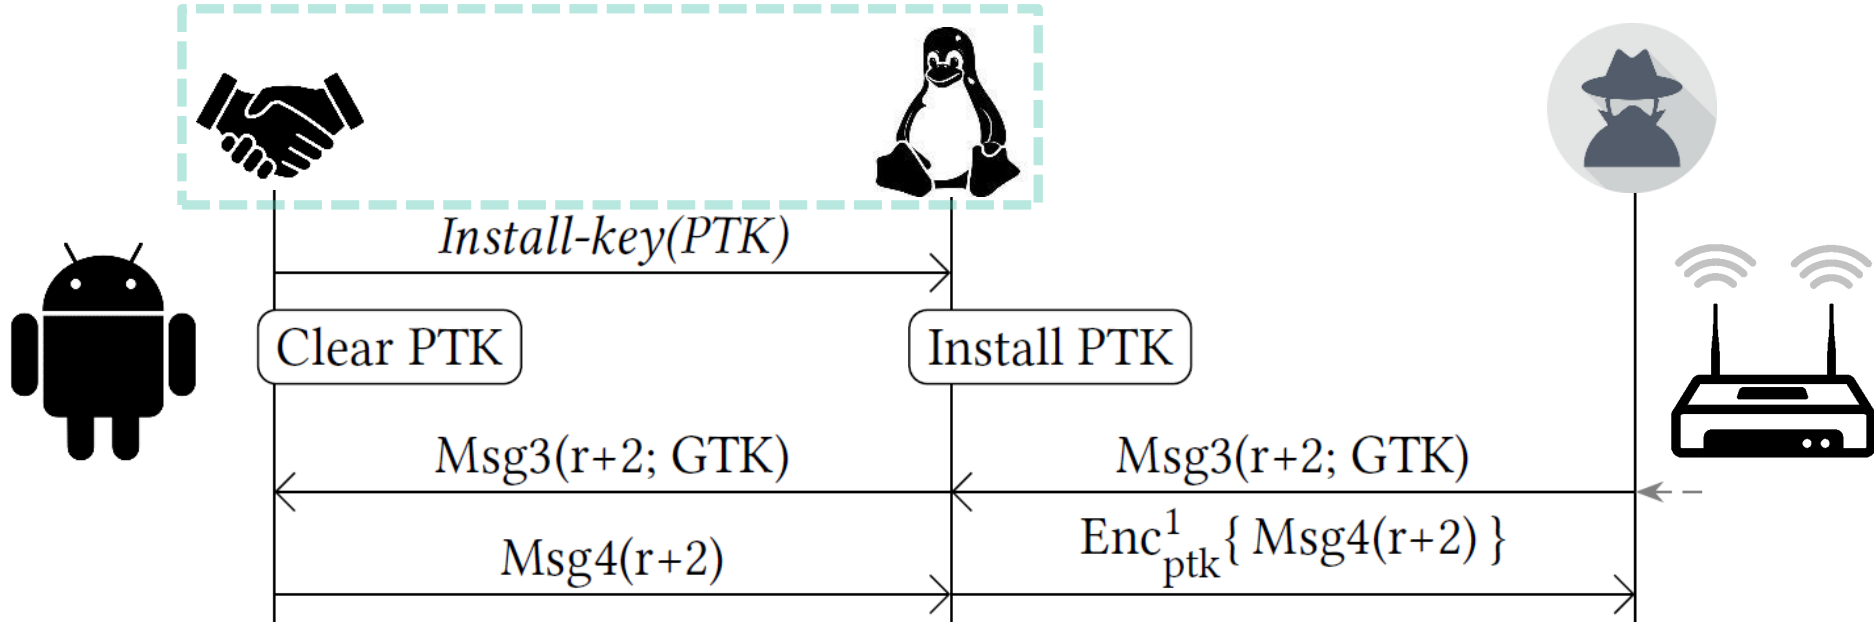 Install-key(PTK)
Clear PTK
Install PTK
Msg3(r+2; GTK)
Msg3(r+2; GTK)
Msg4(r+2)
Enc¹ₚₜₖ{ Msg4(r+2) }